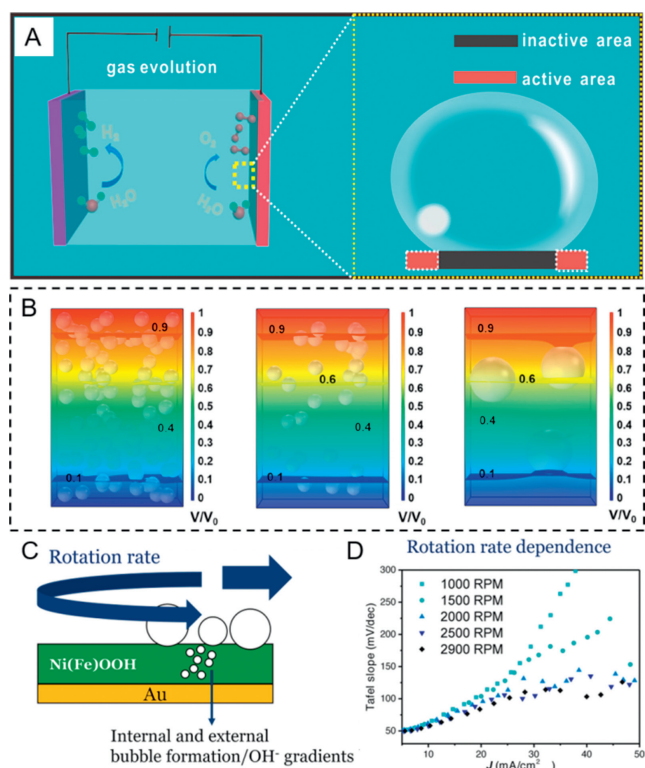 A
gas evolution
H₂
H₂O
O₂
H₂O
inactive area
active area
B
0.9
0.4
0.1
1
0.9
0.8
0.7
0.6
0.5
0.4
0.3
0.2
0.1
0
V/V₀
0.6
0.4
1
0.9
0.8
0.7
0.6
0.5
0.4
0.3
0.2
0.1
0
V/V₀
0.9
0.6
0.4
0.1
1
0.9
0.8
0.7
0.6
0.5
0.4
0.3
0.2
0.1
0
V/V₀
C
Rotation rate
Ni(Fe)OOH
Au
Internal and external
bubble formation/OH⁻ gradients
D
Rotation rate dependence
Tafel slope (mV/dec)
300
250
200
150
100
50
1000 RPM
1500 RPM
2000 RPM
2500 RPM
2900 RPM
10 20 30 40 50
J (mA/cm²)